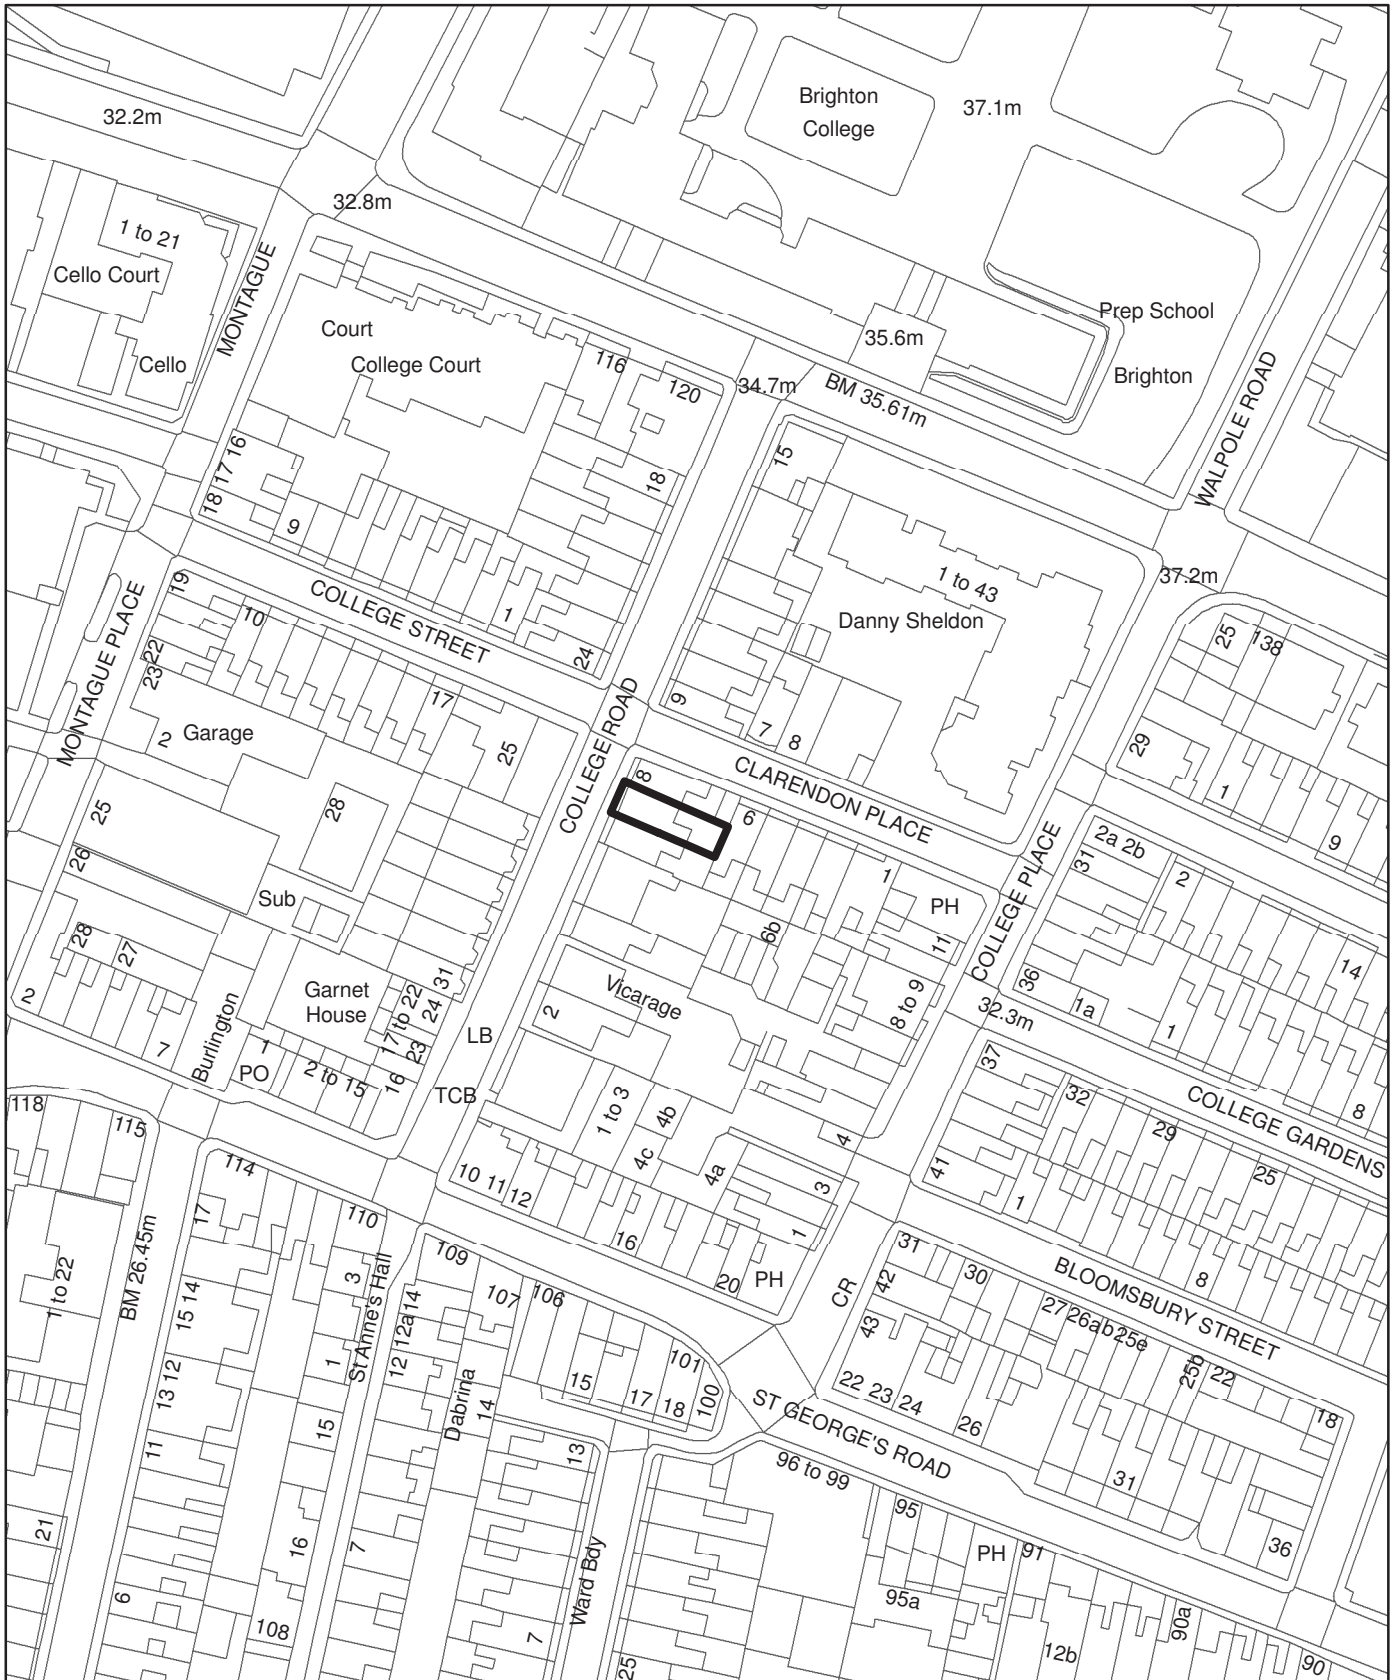 Brighton
College
37.1m
32.2m
32.8m
1 to 21
Cello Court
MONTAGUE
Cello
Court
College Court
116
120
34.7m
BM 35.61m
35.6m
Prep School
Brighton
WALPOLE ROAD
16
17
18
9
18
15
COLLEGE STREET
1
24
1 to 43
Danny Sheldon
37.2m
25
138
MONTAGUE PLACE
19
10
22
23
17
25
2
Garage
COLLEGE ROAD
9
7
8
29
1
9
8
CLARENDON PLACE
6
25
28
26
Sub
1
PH
11
COLLEGE PLACE
31
2a 2b
2
14
28
27
2
7
Burlington
Garnet
House
17 to 22
31
24
23
16
1
PO
2 to 15
LB
TCB
Vicarage
2
6b
8 to 9
36
1a
1
32.3m
37
32
29
25
8
COLLEGE GARDENS
118
115
114
110
1 to 3
4b
4c
4a
4
3
1
10
11
12
16
20
PH
41
1
BM 26.45m
1 to 22
17
15 14
3
St Anne's Hall
1
109
107
106
12a 14
12
101
100
15
17
18
CR
31
42
43
30
27
26a
b
25e
25b
22
8
BLOOMSBURY STREET
18
22
23
24
26
13 12
11
15
Dabrina
14
13
ST GEORGE'S ROAD
96 to 99
31
36
21
6
16
108
7
7
Ward Bdy
25
95
95a
PH
91
12b
90a
90